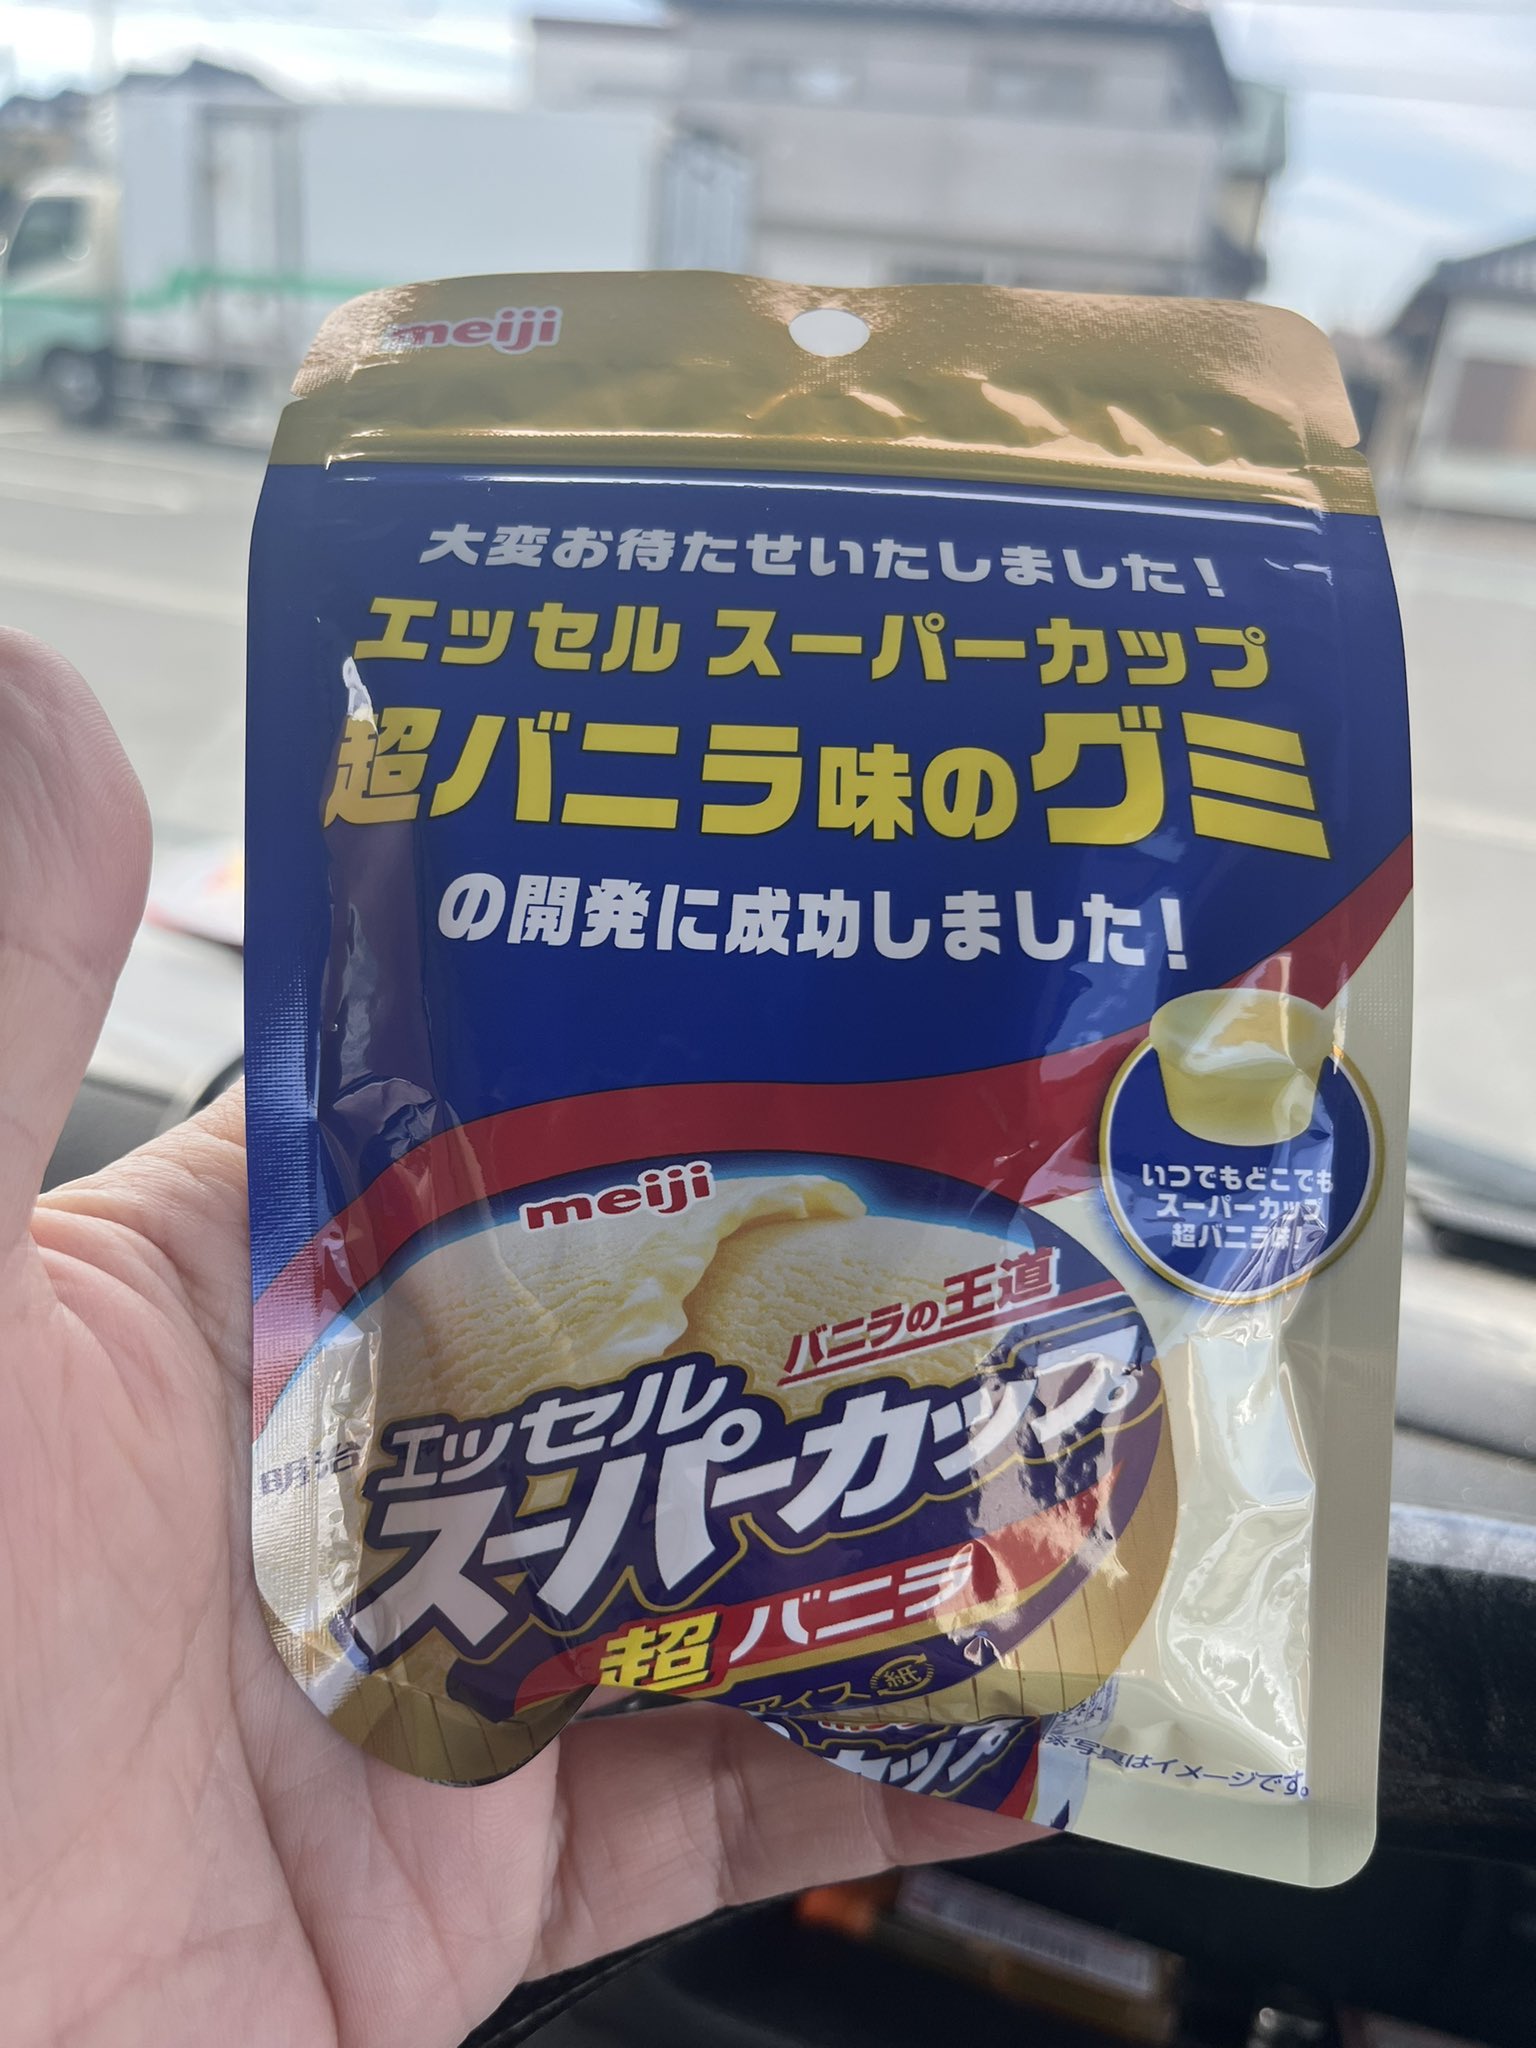 meiji
大変お待たせいたしました！
エッセル スーパーカップ
超バニラ味のグミ
の開発に成功しました！
いつでもどこでも
スーパーカップ
超バニラ味！
meiji
バニラの王道
明治
エッセル
スーパーカップ
超バニラ
アイス 紙
カップ
※写真はイメージです。